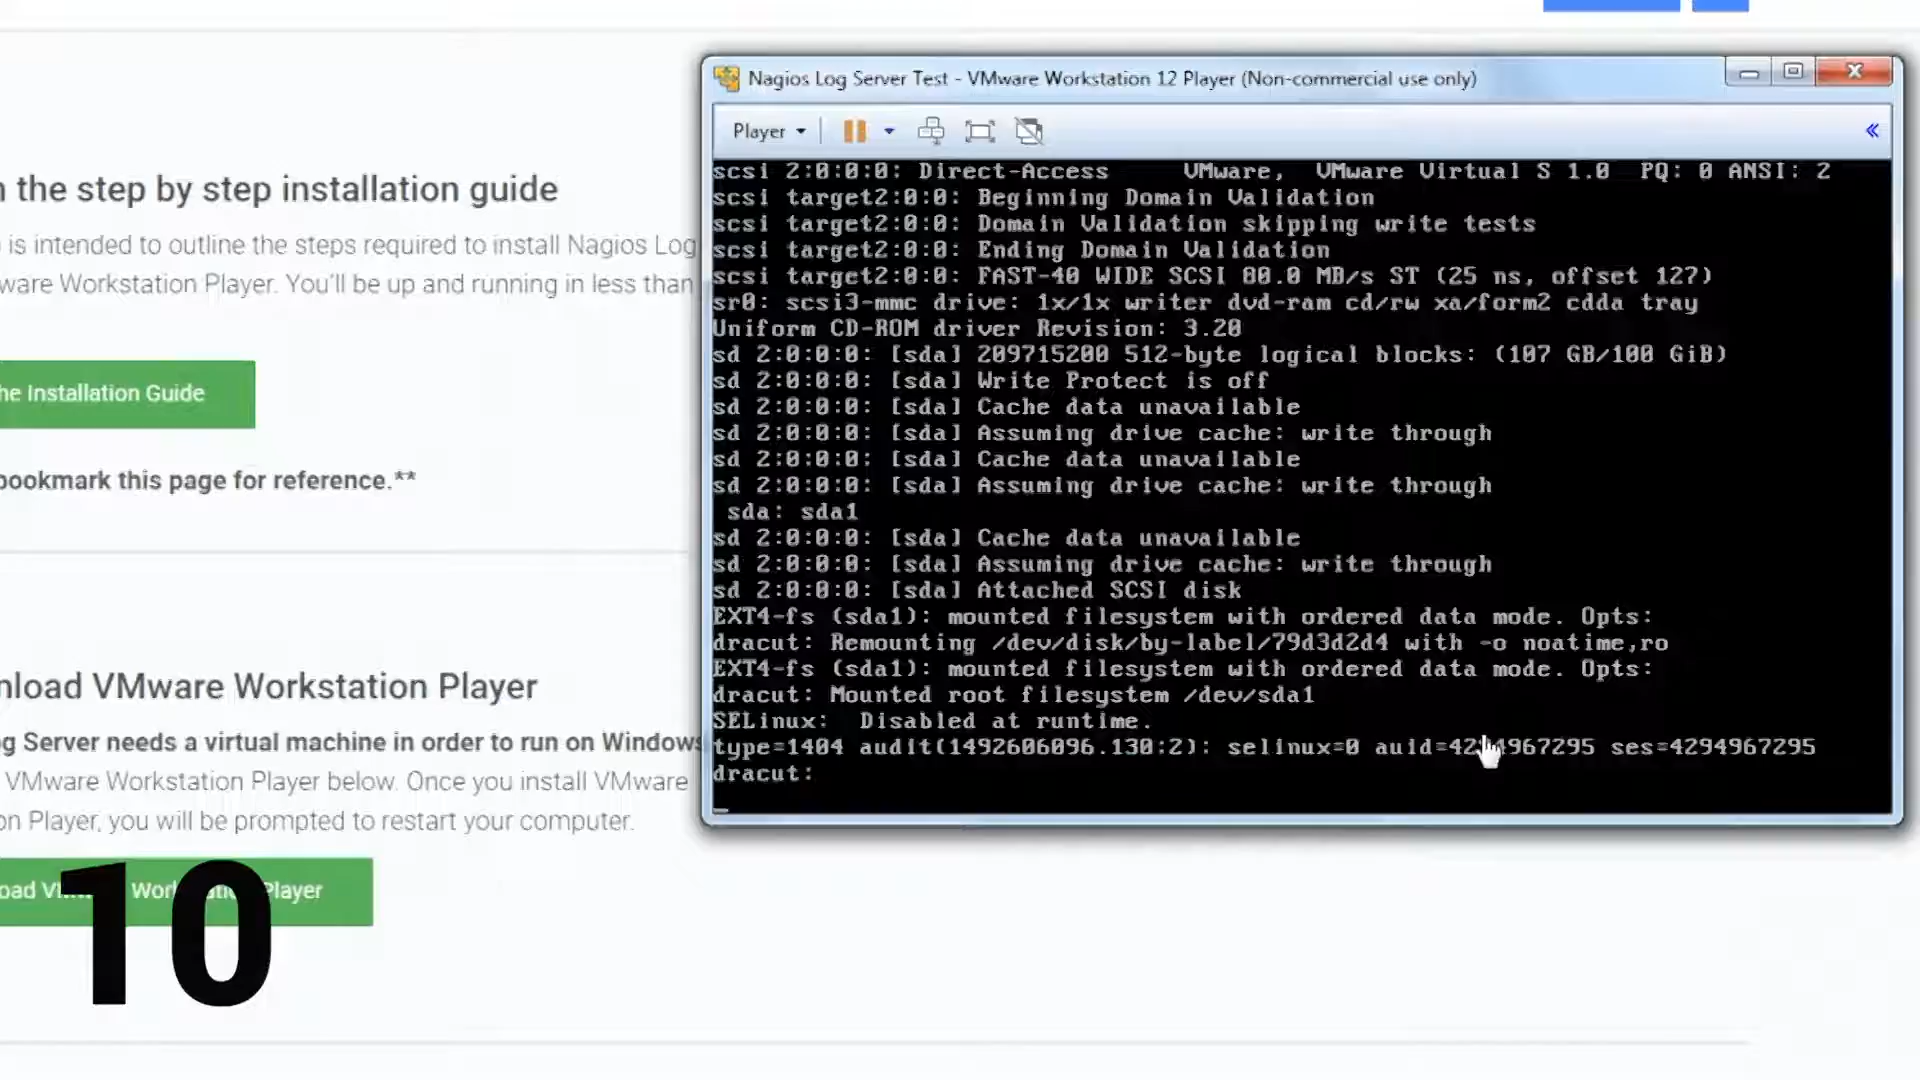 the step by step installation guide
is intended to outline the steps required to install Nagios Log
ware Workstation Player. You'll be up and running in less than
he Installation Guide
bookmark this page for reference.**
nload VMware Workstation Player
g Server needs a virtual machine in order to run on Windows
VMware Workstation Player below. Once you install VMware
on Player, you will be prompted to restart your computer.
Player
10
Nagios Log Server Test - VMware Workstation 12 Player (Non-commercial use only)
Player
scsi 2:0:0:0: Direct-Access VMware, VMware Virtual S 1.0 PQ: 0 ANSI: 2
scsi target2:0:0: Beginning Domain Validation
scsi target2:0:0: Domain Validation skipping write tests
scsi target2:0:0: Ending Domain Validation
scsi target2:0:0: FAST-40 WIDE SCSI 80.0 MB/s ST (25 ns, offset 127)
sr0: scsi3-mmc drive: 1x/1x writer dvd-ram cd/rw xa/form2 cdda tray
Uniform CD-ROM driver Revision: 3.20
sd 2:0:0:0: [sda] 209715200 512-byte logical blocks: (107 GB/100 GiB)
sd 2:0:0:0: [sda] Write Protect is off
sd 2:0:0:0: [sda] Cache data unavailable
sd 2:0:0:0: [sda] Assuming drive cache: write through
sd 2:0:0:0: [sda] Cache data unavailable
sd 2:0:0:0: [sda] Assuming drive cache: write through
sda: sda1
sd 2:0:0:0: [sda] Cache data unavailable
sd 2:0:0:0: [sda] Assuming drive cache: write through
sd 2:0:0:0: [sda] Attached SCSI disk
EXT4-fs (sda1): mounted filesystem with ordered data mode. Opts:
dracut: Remounting /dev/disk/by-label/79d3d2d4 with -o noatime,ro
EXT4-fs (sda1): mounted filesystem with ordered data mode. Opts:
dracut: Mounted root filesystem /dev/sda1
SELinux: Disabled at runtime.
type=1404 audit(1492606096.130:2): selinux=0 auid=4294967295 ses=4294967295
dracut: